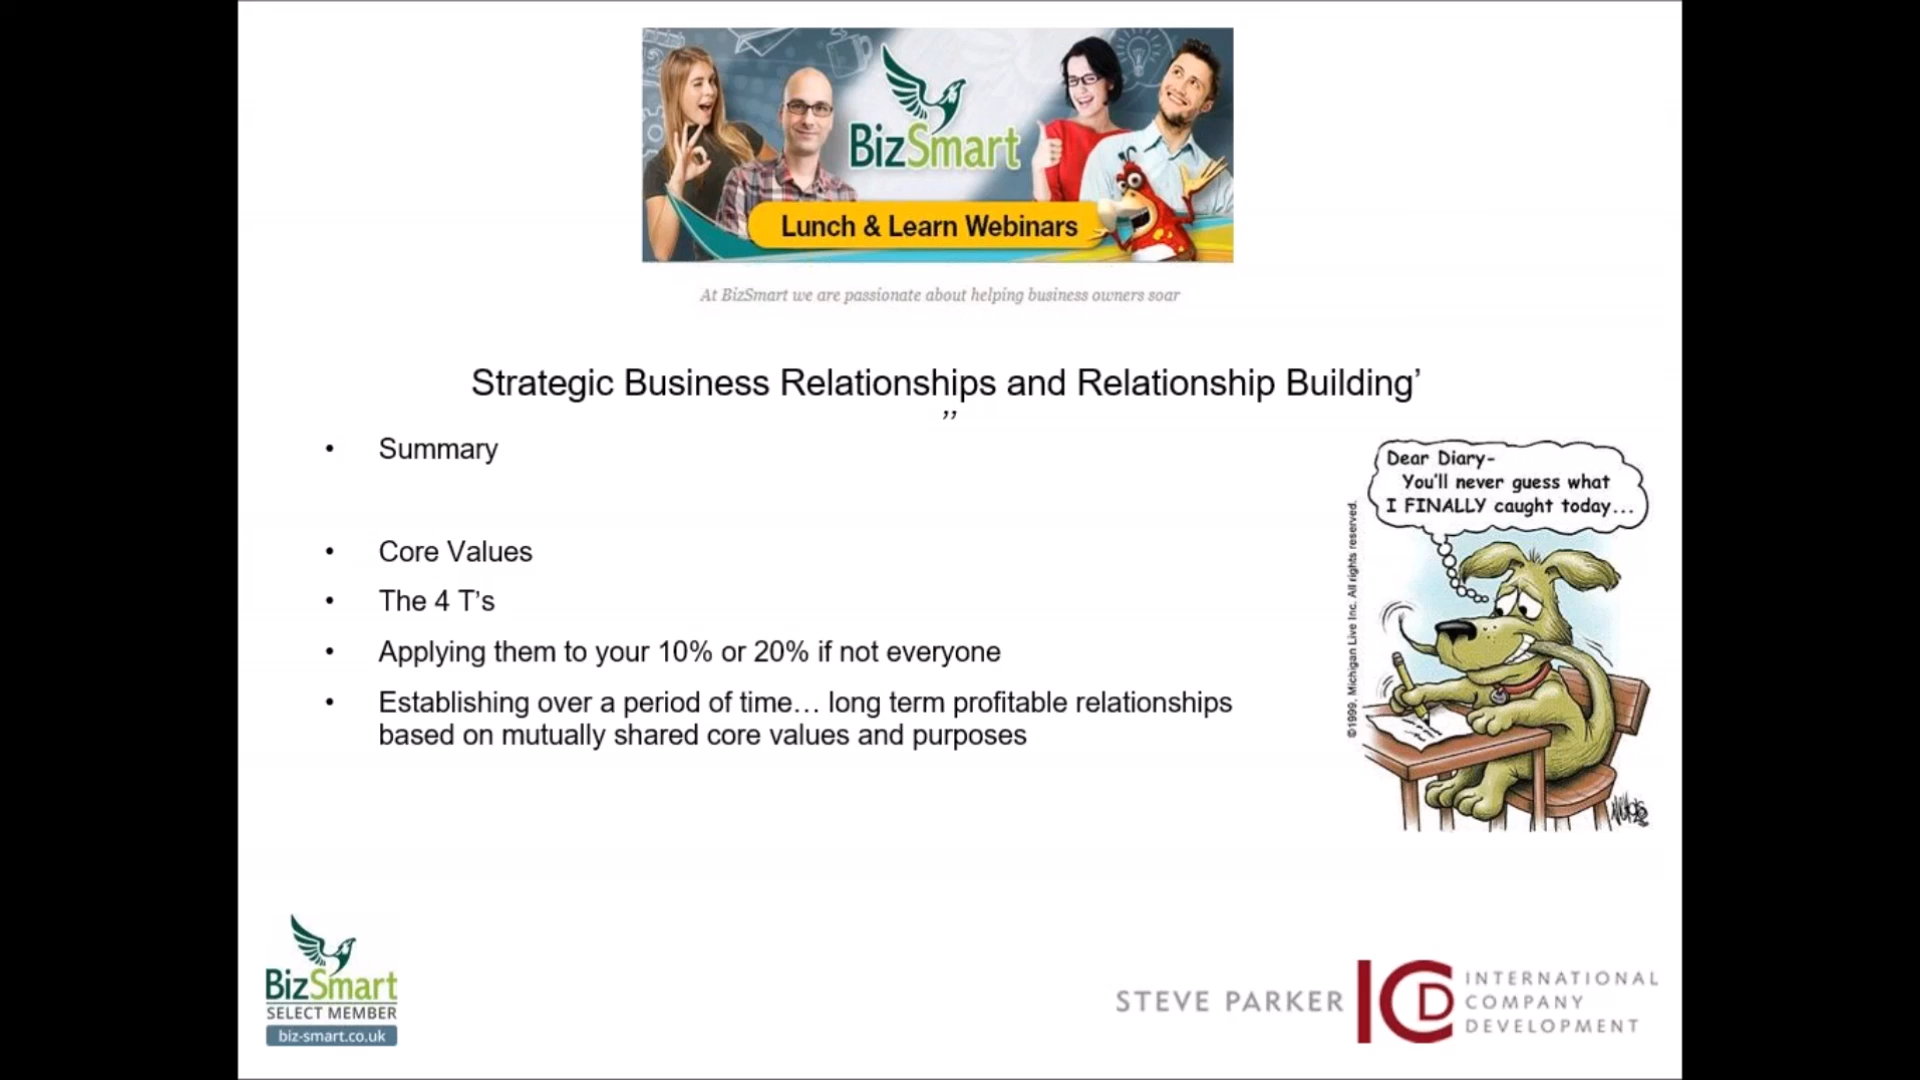 BizSmart
Lunch & Learn Webinars
At BizSmart we are passionate about helping business owners soar
Strategic Business Relationships and Relationship Building’
’’
• Summary
• Core Values
• The 4 T’s
• Applying them to your 10% or 20% if not everyone
• Establishing over a period of time… long term profitable relationships
based on mutually shared core values and purposes
Dear Diary-
You'll never guess what
I FINALLY caught today...
©1999, Michigan Live Inc. All rights reserved.
BizSmart
SELECT MEMBER
biz-smart.co.uk
STEVE PARKER
ICD
INTERNATIONAL
COMPANY
DEVELOPMENT